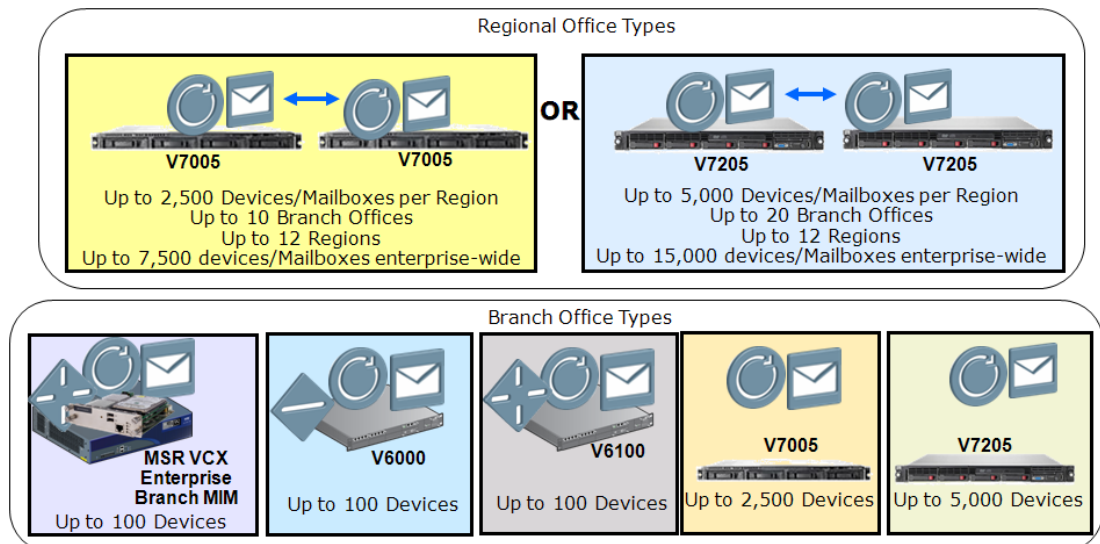 Regional Office Types
V7005
V7005
Up to 2,500 Devices/Mailboxes per Region
Up to 10 Branch Offices
Up to 12 Regions
Up to 7,500 devices/Mailboxes enterprise-wide
OR
V7205
V7205
Up to 5,000 Devices/Mailboxes per Region
Up to 20 Branch Offices
Up to 12 Regions
Up to 15,000 devices/Mailboxes enterprise-wide
Branch Office Types
MSR VCX
Enterprise
Branch MIM
Up to 100 Devices
V6000
Up to 100 Devices
V6100
Up to 100 Devices
V7005
Up to 2,500 Devices
V7205
Up to 5,000 Devices